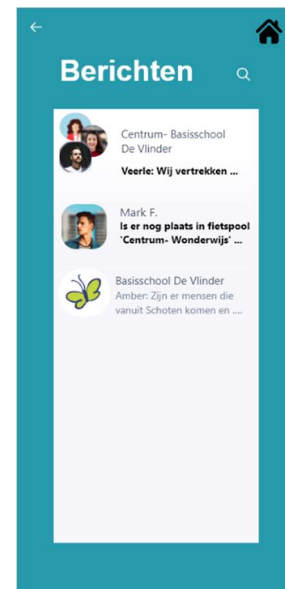 Berichten
Centrum- Basisschool
De Vlinder
Veerle: Wij vertrekken ...
Mark F.
Is er nog plaats in fietspool
'Centrum- Wonderwijs' ...
Basisschool De Vlinder
Amber: Zijn er mensen die
vanuit Schoten komen en ....